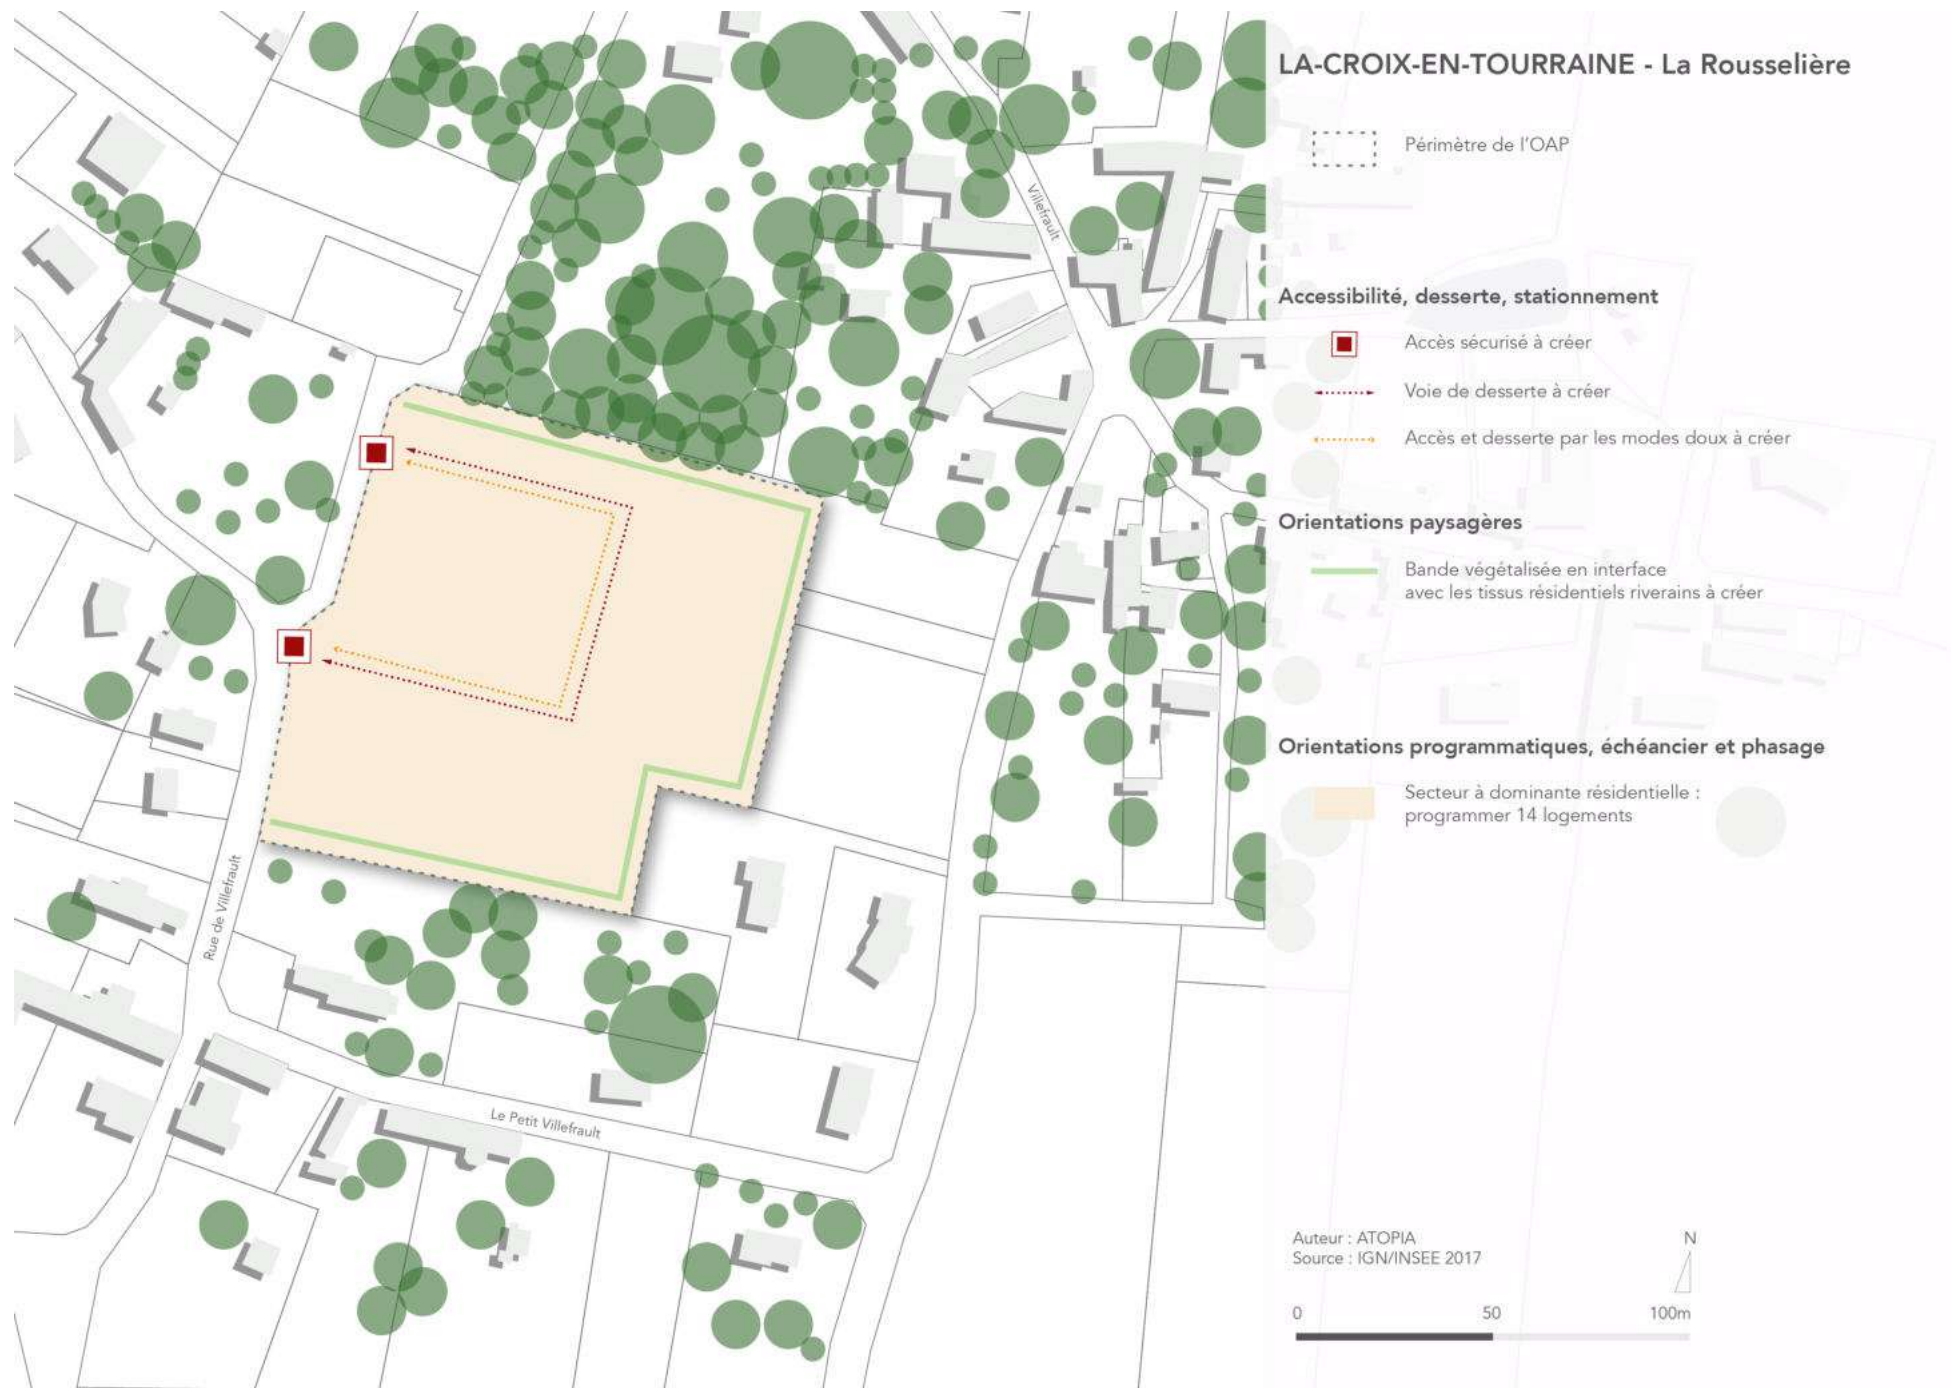 LA-CROIX-EN-TOURRAINE - La Rousselière
Périmètre de l'OAP
Accessibilité, desserte, stationnement
Accès sécurisé à créer
Voie de desserte à créer
Accès et desserte par les modes doux à créer
Orientations paysagères
Bande végétalisée en interface
avec les tissus résidentiels riverains à créer
Orientations programmatiques, échéancier et phasage
Secteur à dominante résidentielle :
programmer 14 logements
Villefrault
Rue de Villefrault
Le Petit Villefrault
Auteur : ATOPIA
Source : IGN/INSEE 2017
N
0 50 100m